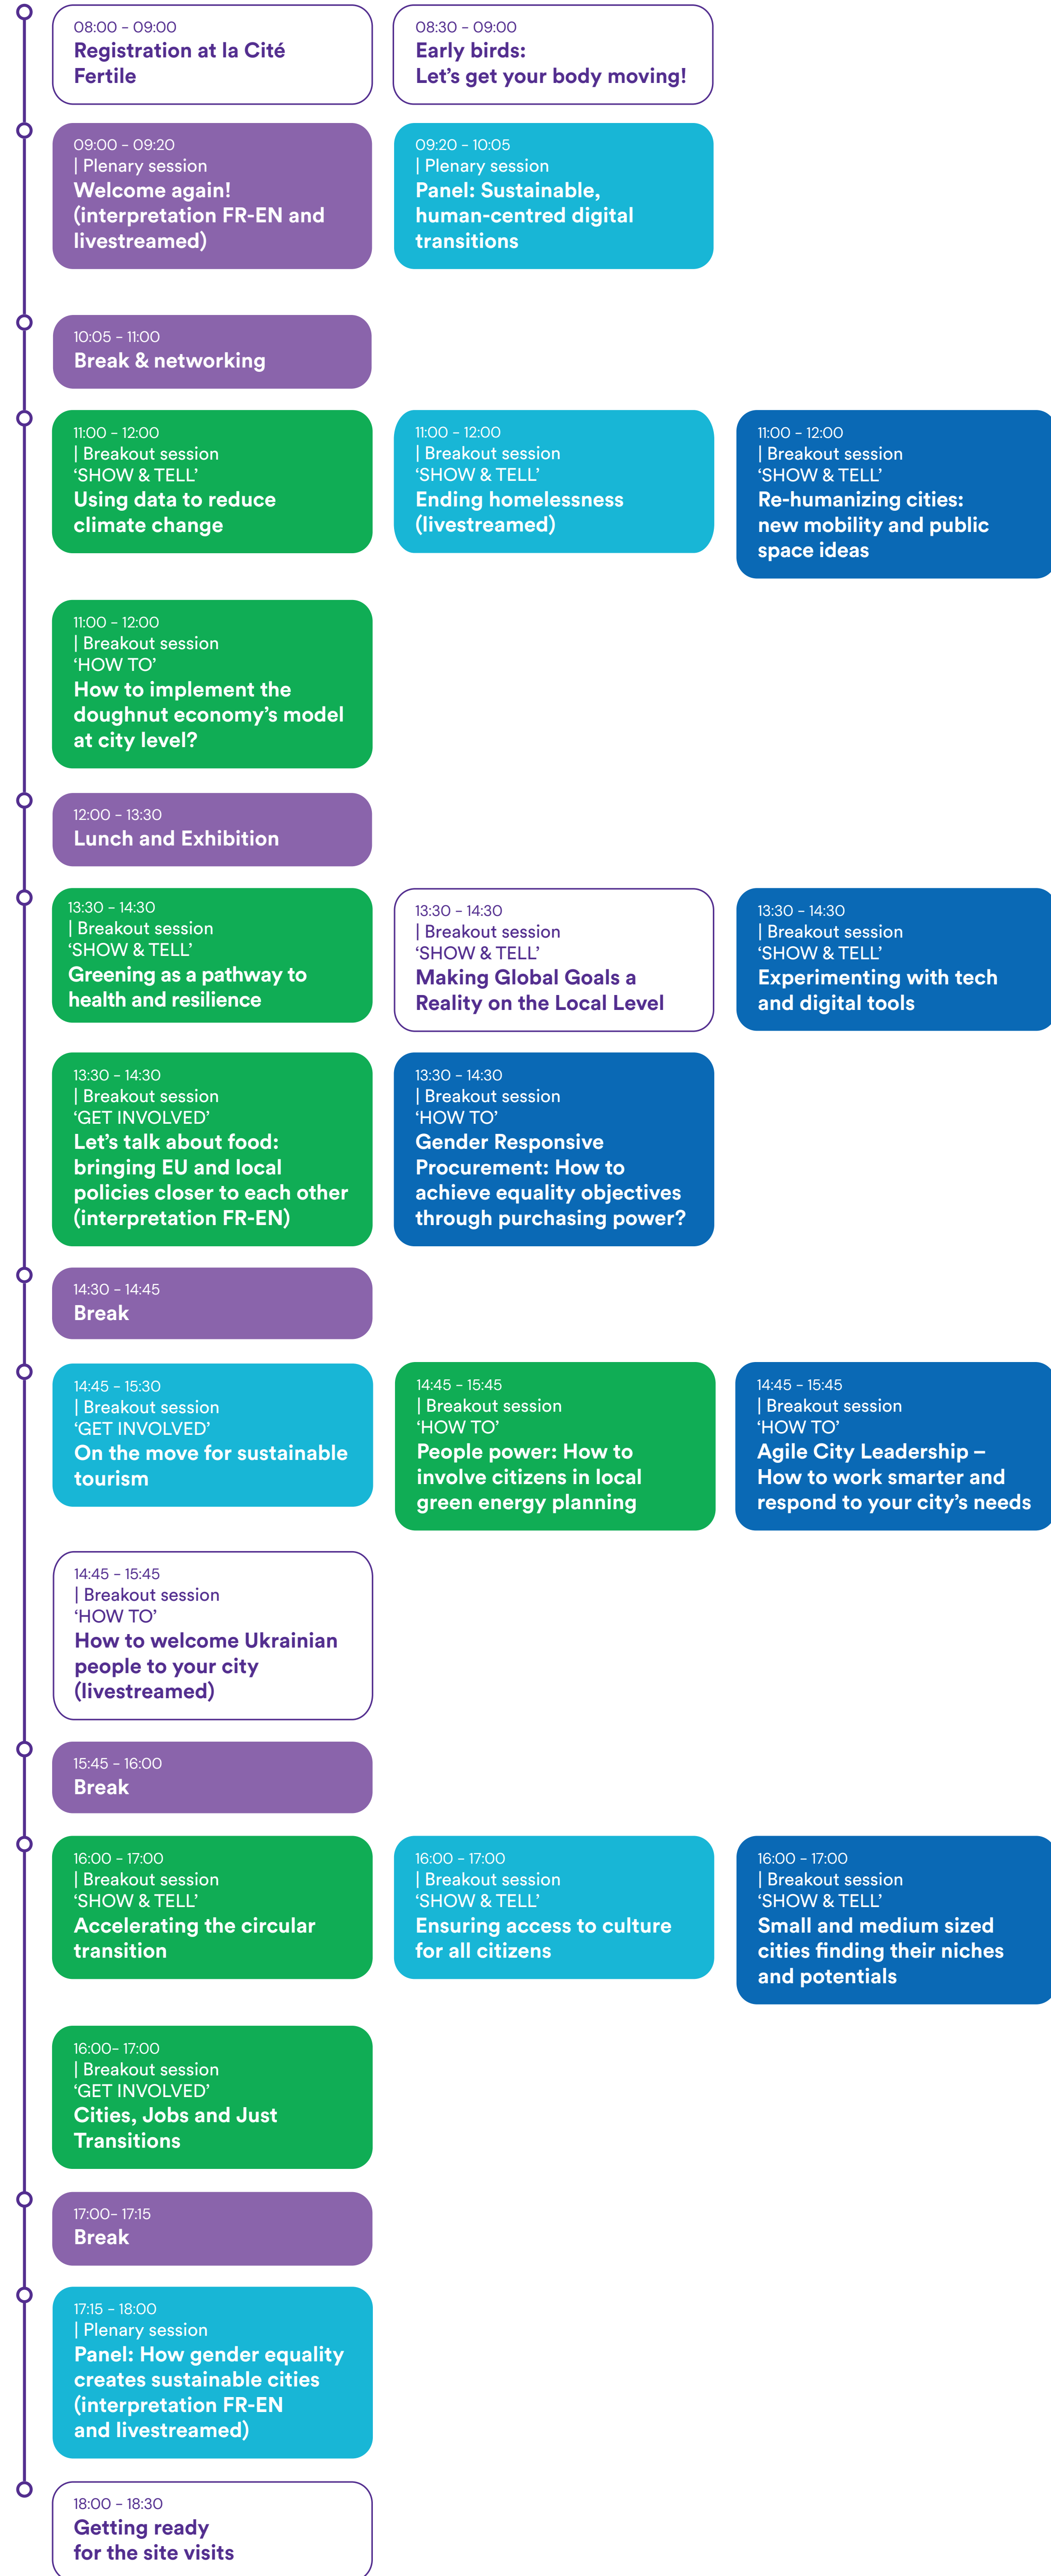 08:00 – 09:00
Registration at la Cité
Fertile
08:30 – 09:00
Early birds:
Let’s get your body moving!
09:00 – 09:20
| Plenary session
Welcome again!
(interpretation FR-EN and
livestreamed)
09:20 – 10:05
| Plenary session
Panel: Sustainable,
human-centred digital
transitions
10:05 – 11:00
Break & networking
11:00 – 12:00
| Breakout session
‘SHOW & TELL’
Using data to reduce
climate change
11:00 – 12:00
| Breakout session
‘SHOW & TELL’
Ending homelessness
(livestreamed)
11:00 – 12:00
| Breakout session
‘SHOW & TELL’
Re-humanizing cities:
new mobility and public
space ideas
11:00 – 12:00
| Breakout session
‘HOW TO’
How to implement the
doughnut economy’s model
at city level?
12:00 – 13:30
Lunch and Exhibition
13:30 – 14:30
| Breakout session
‘SHOW & TELL’
Greening as a pathway to
health and resilience
13:30 – 14:30
| Breakout session
‘SHOW & TELL’
Making Global Goals a
Reality on the Local Level
13:30 – 14:30
| Breakout session
‘SHOW & TELL’
Experimenting with tech
and digital tools
13:30 – 14:30
| Breakout session
‘GET INVOLVED’
Let’s talk about food:
bringing EU and local
policies closer to each other
(interpretation FR-EN)
13:30 – 14:30
| Breakout session
‘HOW TO’
Gender Responsive
Procurement: How to
achieve equality objectives
through purchasing power?
14:30 – 14:45
Break
14:45 – 15:30
| Breakout session
‘GET INVOLVED’
On the move for sustainable
tourism
14:45 – 15:45
| Breakout session
‘HOW TO’
People power: How to
involve citizens in local
green energy planning
14:45 – 15:45
| Breakout session
‘HOW TO’
Agile City Leadership –
How to work smarter and
respond to your city’s needs
14:45 – 15:45
| Breakout session
‘HOW TO’
How to welcome Ukrainian
people to your city
(livestreamed)
15:45 – 16:00
Break
16:00 – 17:00
| Breakout session
‘SHOW & TELL’
Accelerating the circular
transition
16:00 – 17:00
| Breakout session
‘SHOW & TELL’
Ensuring access to culture
for all citizens
16:00 – 17:00
| Breakout session
‘SHOW & TELL’
Small and medium sized
cities finding their niches
and potentials
16:00– 17:00
| Breakout session
‘GET INVOLVED’
Cities, Jobs and Just
Transitions
17:00– 17:15
Break
17:15 – 18:00
| Plenary session
Panel: How gender equality
creates sustainable cities
(interpretation FR-EN
and livestreamed)
18:00 – 18:30
Getting ready
for the site visits